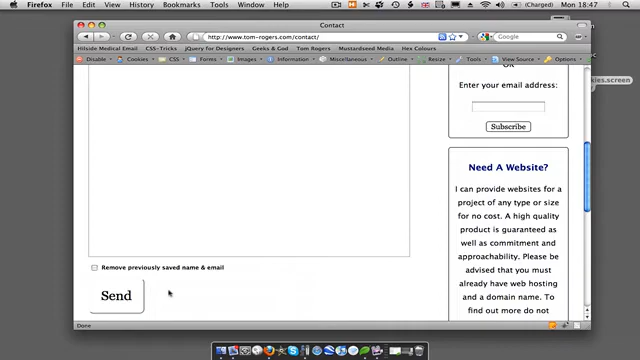 Firefox File Edit View History Bookmarks Tools Window Help
(Charged) Mon 18:47
Contact
http://www.tom-rogers.com/contact/
Google
Hillside Medical Email CSS-Tricks jQuery for Designers Geeks & God Tom Rogers Mustardseed Media Hex Colours
Disable Cookies CSS Forms Images Information Miscellaneous Outline Resize Tools View Source Options
OR
Enter your email address:
Subscribe
Need A Website?
I can provide websites for a
project of any type or size
for no cost. A high quality
product is guaranteed as
well as commitment and
approachability. Please be
advised that you must
already have web hosting
and a domain name. To
find out more do not
Remove previously saved name & email
Send
Done